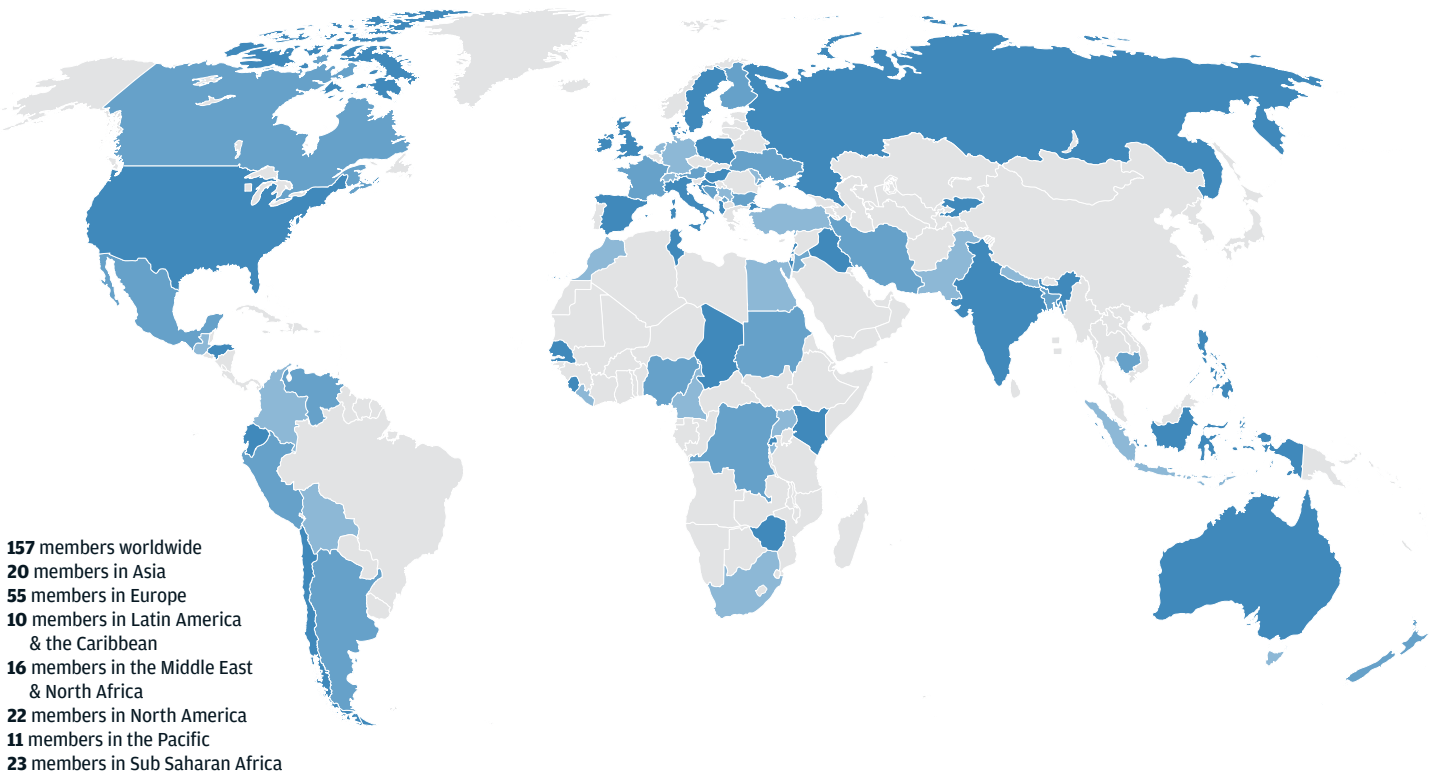 157 members worldwide
20 members in Asia
55 members in Europe
10 members in Latin America
& the Caribbean
16 members in the Middle East
& North Africa
22 members in North America
11 members in the Pacific
23 members in Sub Saharan Africa